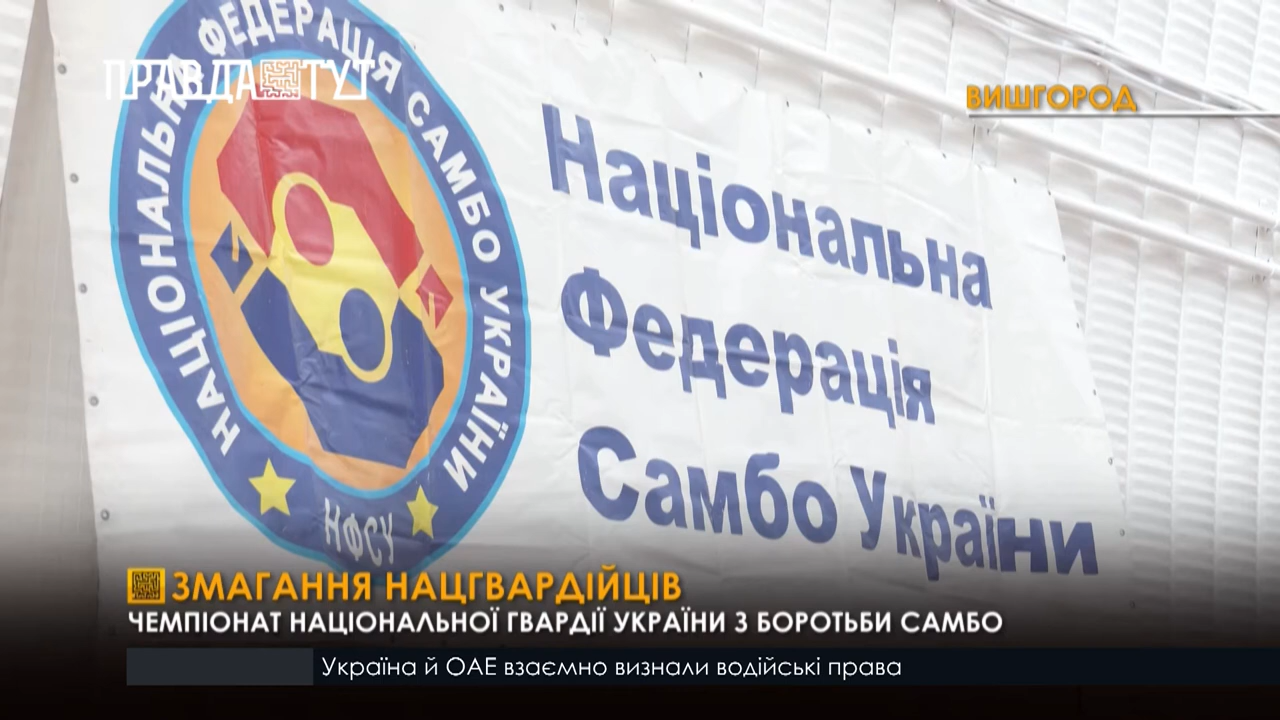 ПРАВДА ТУТ
ВИШГОРОД
НАЦІОНАЛЬНА ФЕДЕРАЦІЯ САМБО УКРАЇНИ
НФСУ
Національна
Федерація
Самбо України
ЗМАГАННЯ НАЦГВАРДІЙЦІВ
ЧЕМПІОНАТ НАЦІОНАЛЬНОЇ ГВАРДІЇ УКРАЇНИ З БОРОТЬБИ САМБО
Україна й ОАЕ взаємно визнали водійські права